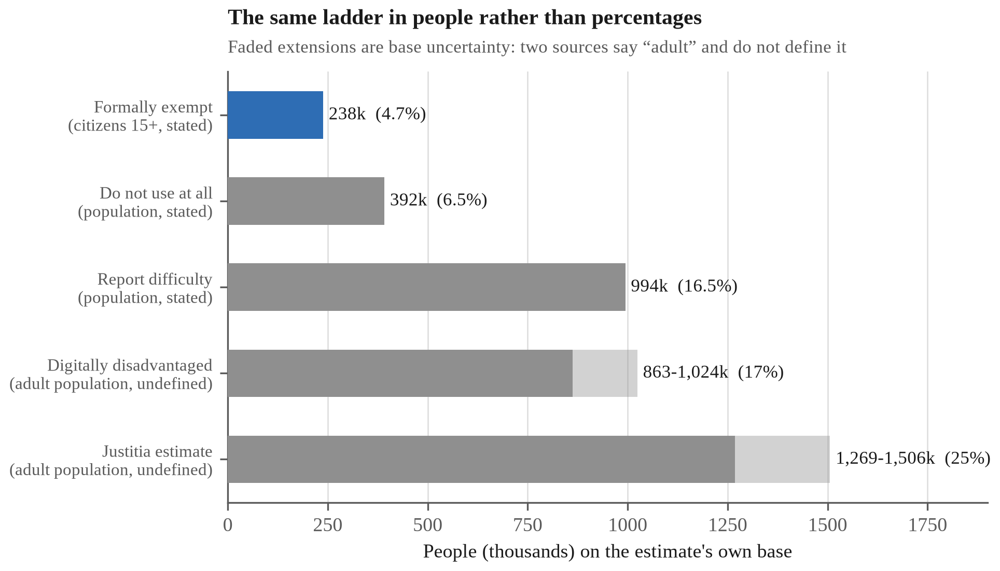 The same ladder in people rather than percentages
Faded extensions are base uncertainty: two sources say “adult” and do not define it
Formally exempt
(citizens 15+, stated)
238k (4.7%)
Do not use at all
(population, stated)
392k (6.5%)
Report difficulty
(population, stated)
994k (16.5%)
Digitally disadvantaged
(adult population, undefined)
863-1,024k (17%)
Justitia estimate
(adult population, undefined)
1,269-1,506k (25%)
0 250 500 750 1000 1250 1500 1750
People (thousands) on the estimate's own base